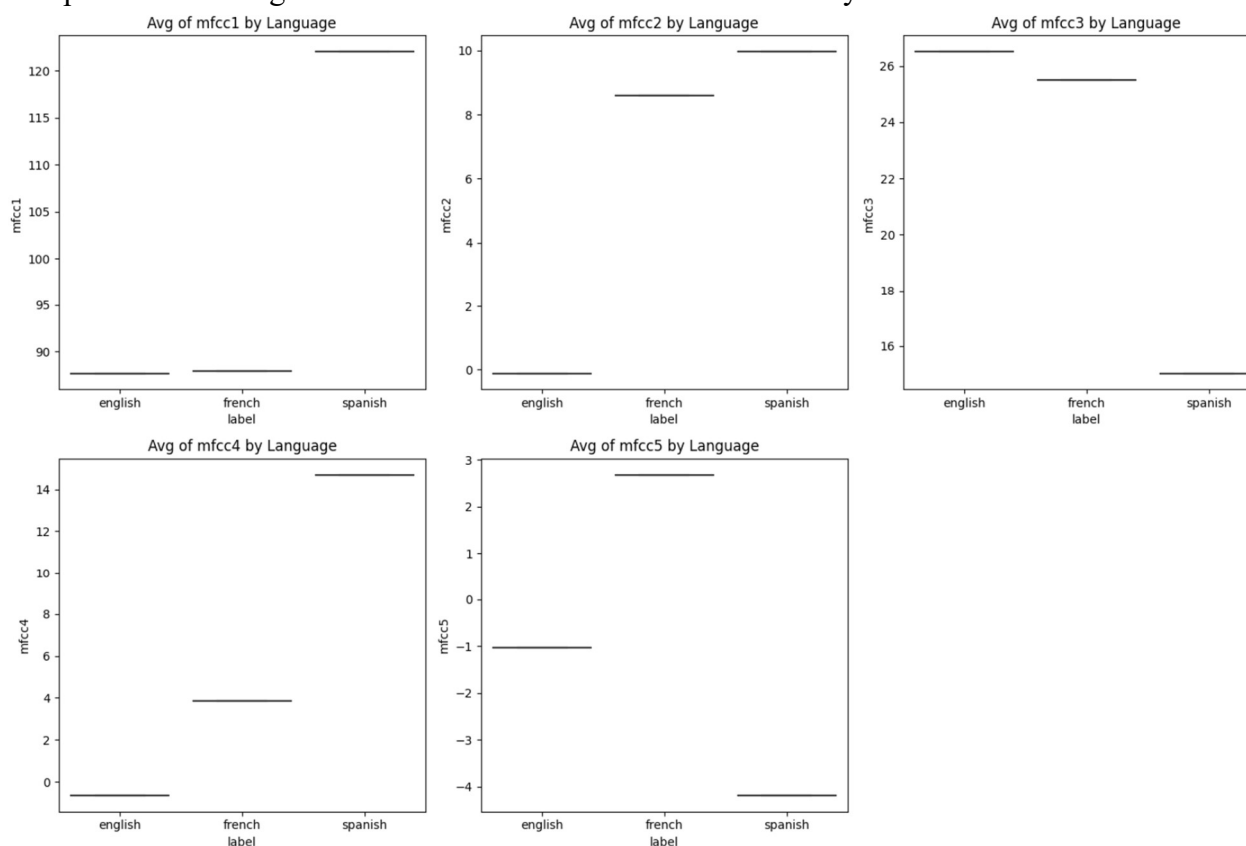 Avg of mfcc1 by Language
120
115
110
105
100
95
90
mfcc1
english french spanish
label
Avg of mfcc2 by Language
10
8
6
4
2
0
mfcc2
english french spanish
label
Avg of mfcc3 by Language
26
24
22
20
18
16
mfcc3
english french spanish
label
Avg of mfcc4 by Language
14
12
10
8
6
4
2
0
mfcc4
english french spanish
label
Avg of mfcc5 by Language
3
2
1
0
−1
−2
−3
−4
mfcc5
english french spanish
label